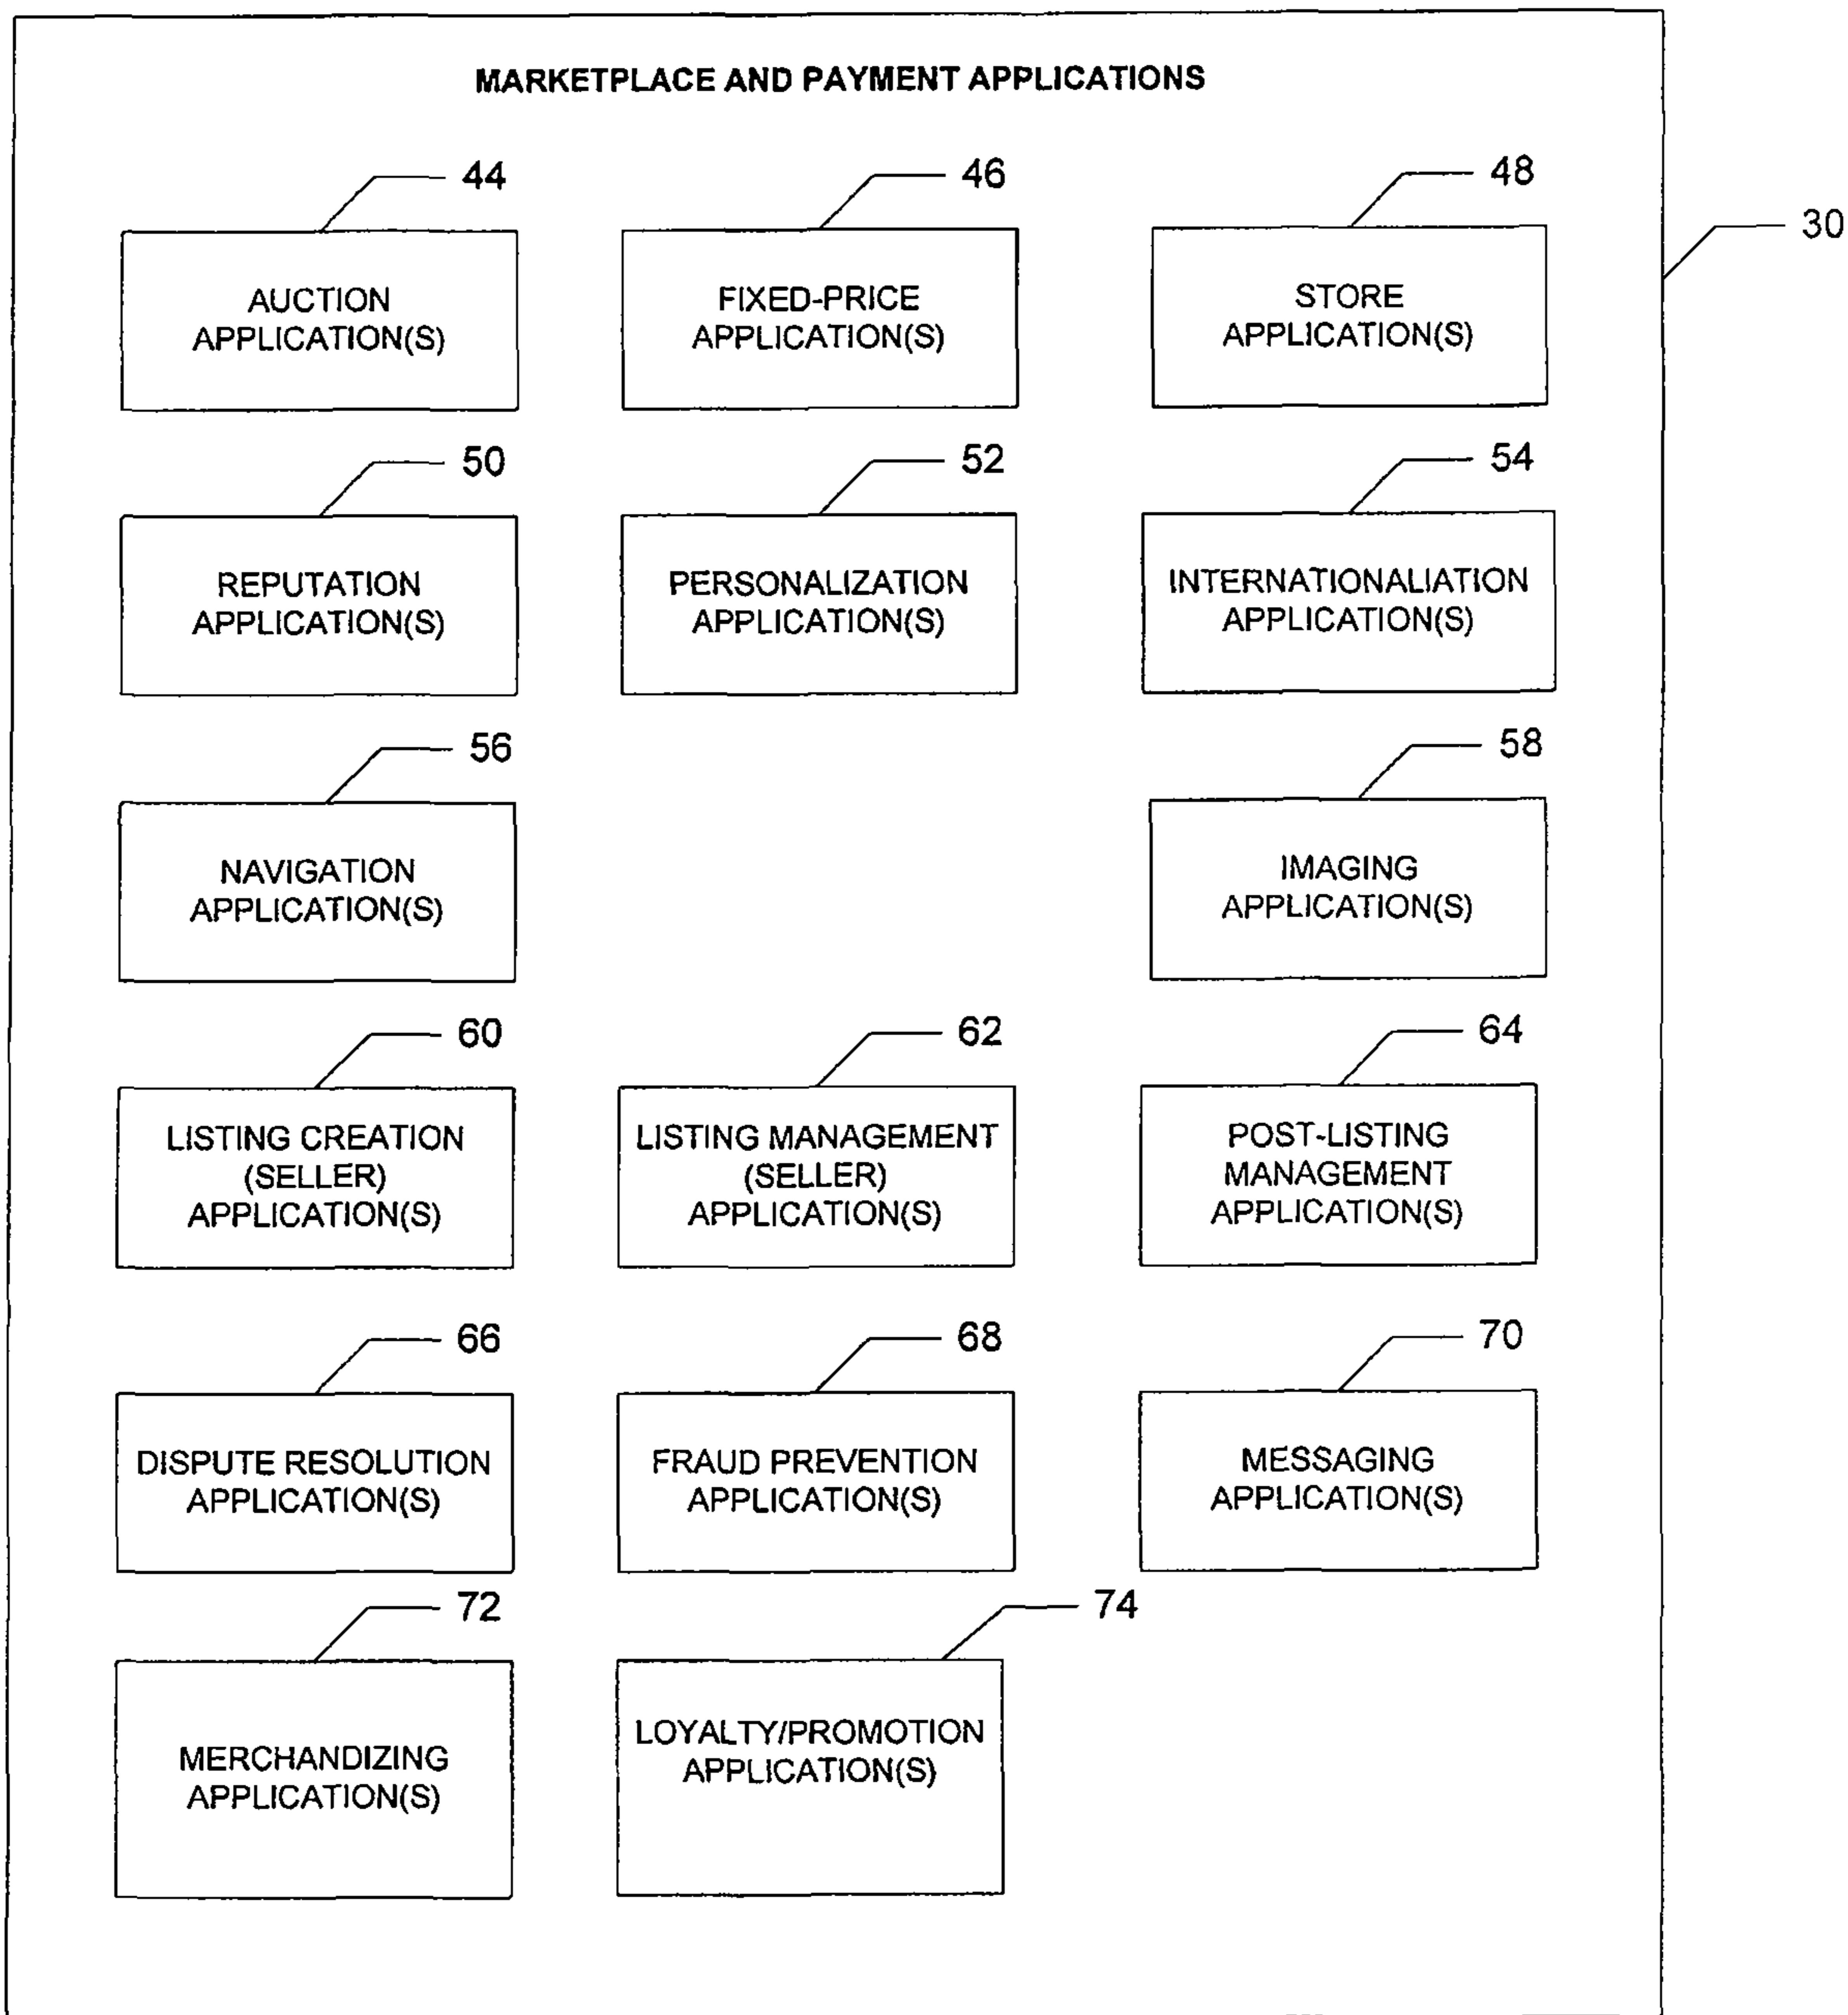 MARKETPLACE AND PAYMENT APPLICATIONS
44
46
48
30
AUCTION
APPLICATION(S)
FIXED-PRICE
APPLICATION(S)
STORE
APPLICATION(S)
50
52
54
REPUTATION
APPLICATION(S)
PERSONALIZATION
APPLICATION(S)
INTERNATIONALIATION
APPLICATION(S)
56
58
NAVIGATION
APPLICATION(S)
IMAGING
APPLICATION(S)
60
62
64
LISTING CREATION
(SELLER)
APPLICATION(S)
LISTING MANAGEMENT
(SELLER)
APPLICATION(S)
POST-LISTING
MANAGEMENT
APPLICATION(S)
66
68
70
DISPUTE RESOLUTION
APPLICATION(S)
FRAUD PREVENTION
APPLICATION(S)
MESSAGING
APPLICATION(S)
72
74
MERCHANDIZING
APPLICATION(S)
LOYALTY/PROMOTION
APPLICATION(S)